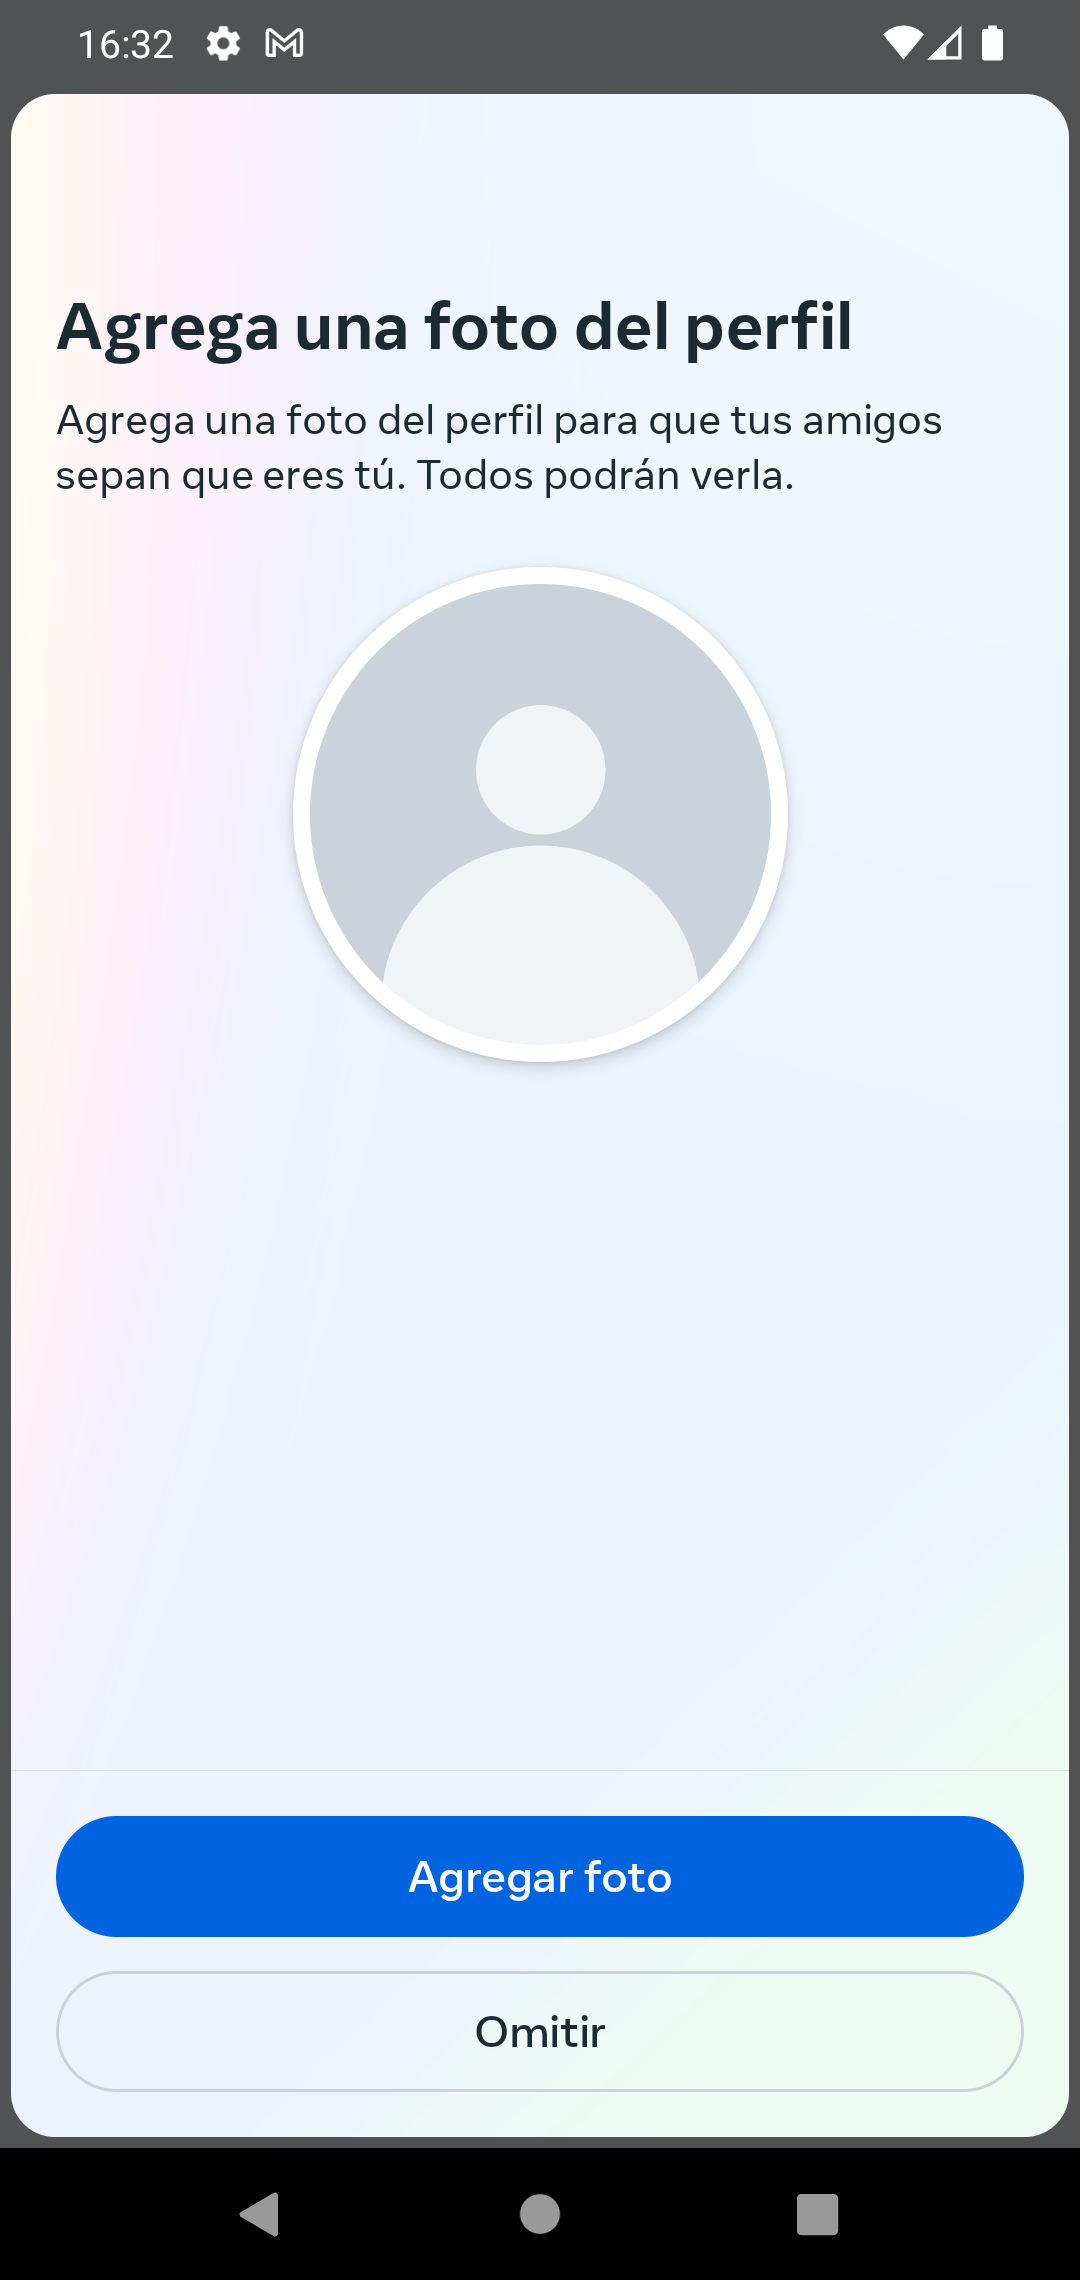 16:32
Agrega una foto del perfil
Agrega una foto del perfil para que tus amigos
sepan que eres tú. Todos podrán verla.
Agregar foto
Omitir